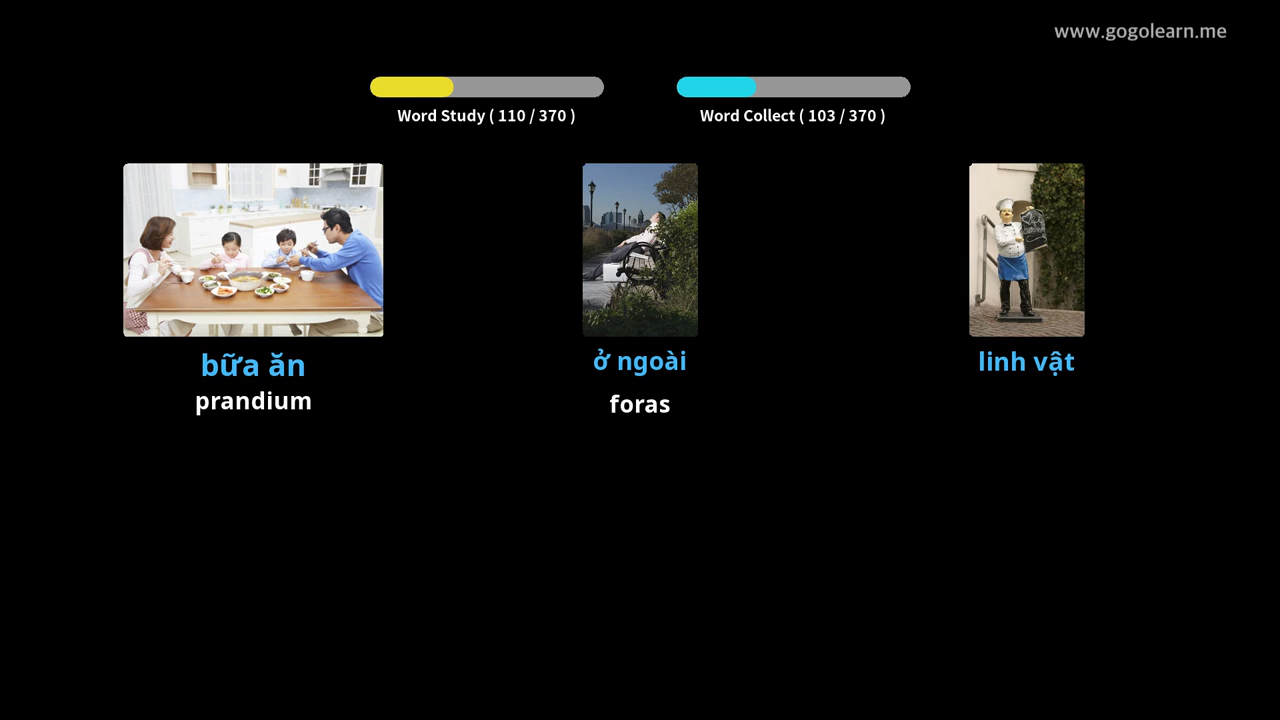 www.gogolearn.me
Word Study ( 110 / 370 )
Word Collect ( 103 / 370 )
bữa ăn
prandium
ở ngoài
foras
linh vật